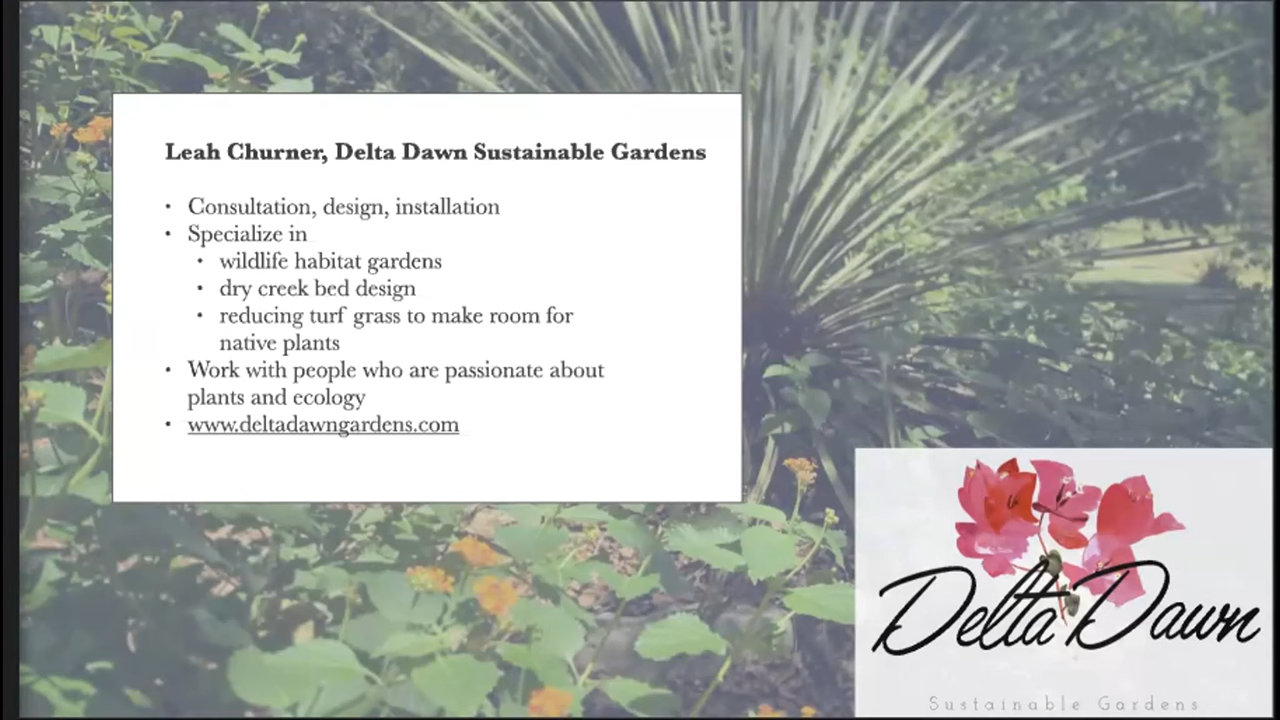 Leah Churner, Delta Dawn Sustainable Gardens
• Consultation, design, installation
• Specialize in
• wildlife habitat gardens
• dry creek bed design
• reducing turf grass to make room for
native plants
• Work with people who are passionate about
plants and ecology
• www.deltadawngardens.com
Delta Dawn
Sustainable Gardens